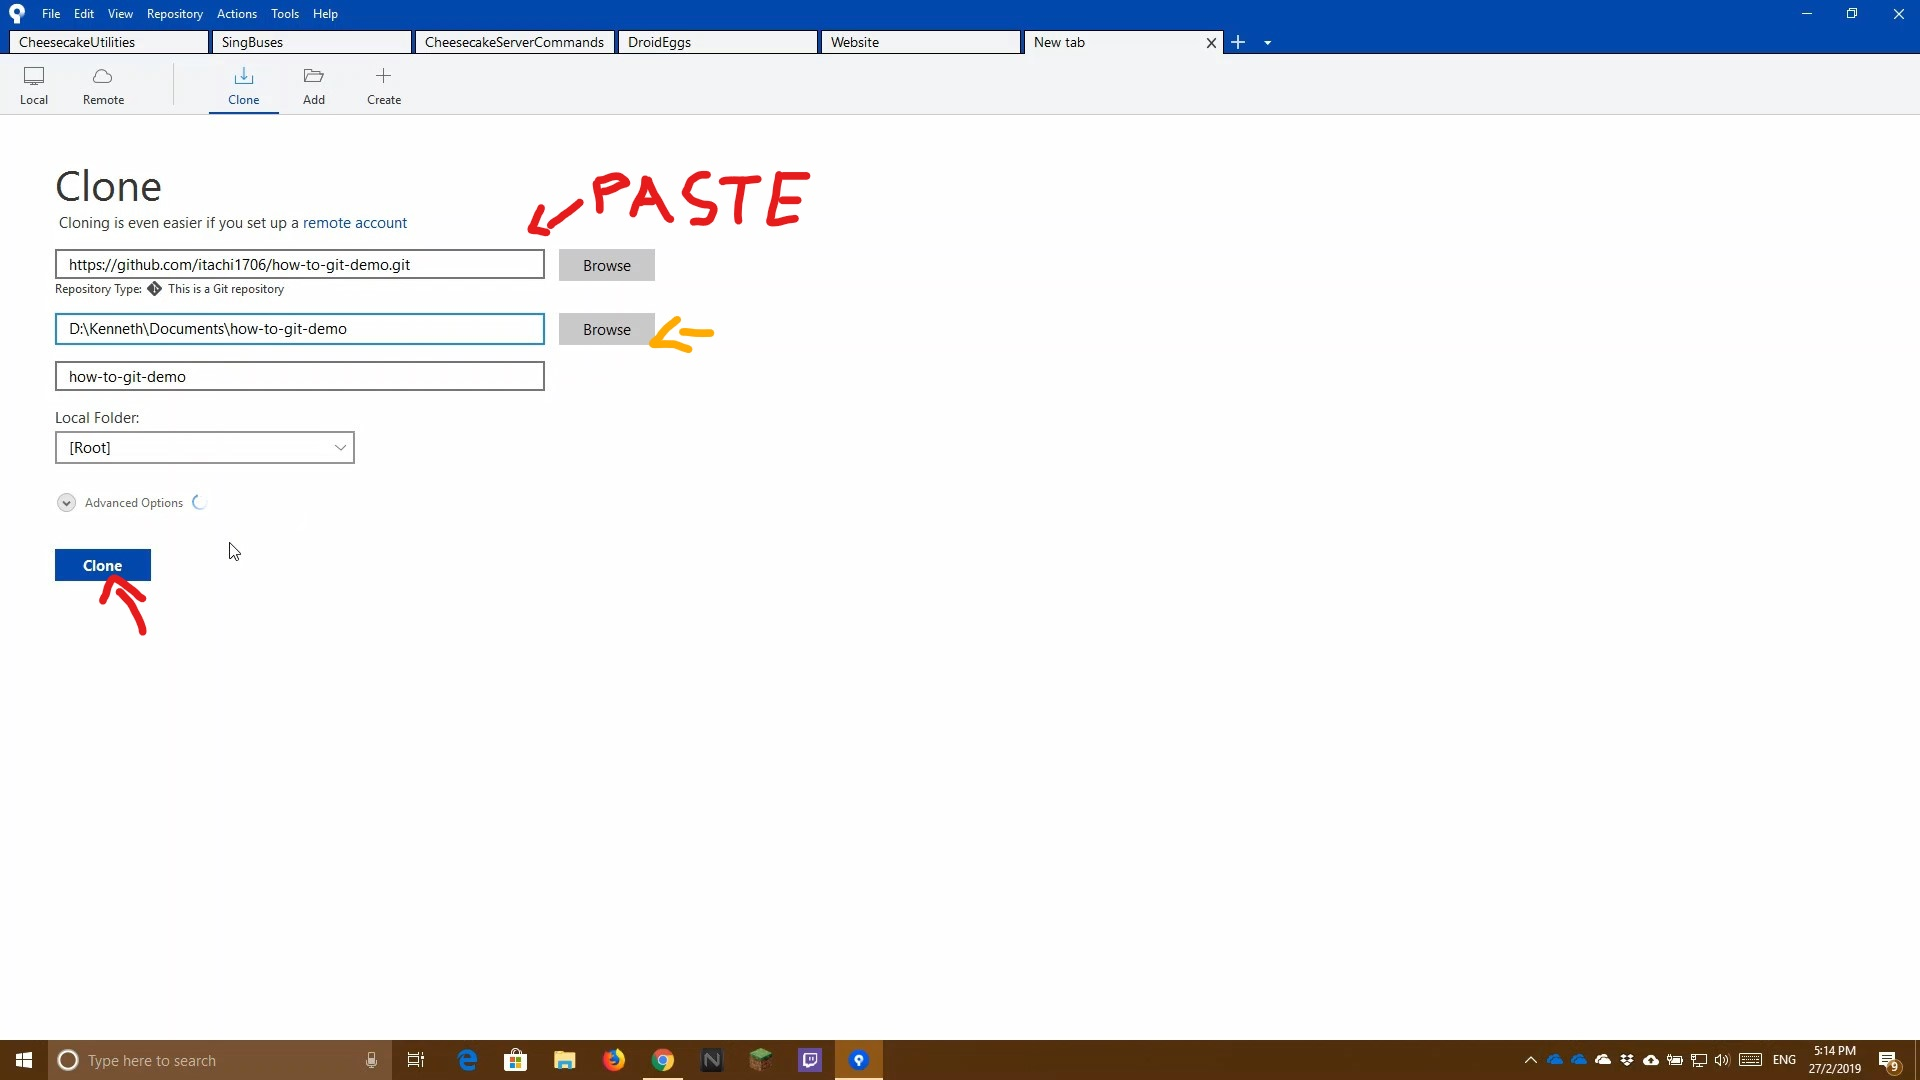 File Edit View Repository Actions Tools Help
CheesecakeUtilities SingBuses CheesecakeServerCommands DroidEggs Website New tab
Local Remote Clone Add Create
Clone
PASTE
Cloning is even easier if you set up a remote account
https://github.com/itachi1706/how-to-git-demo.git Browse
Repository Type: This is a Git repository
D:\Kenneth\Documents\how-to-git-demo Browse
how-to-git-demo
Local Folder:
[Root]
Advanced Options
Clone
Type here to search
ENG
5:14 PM
27/2/2019
9